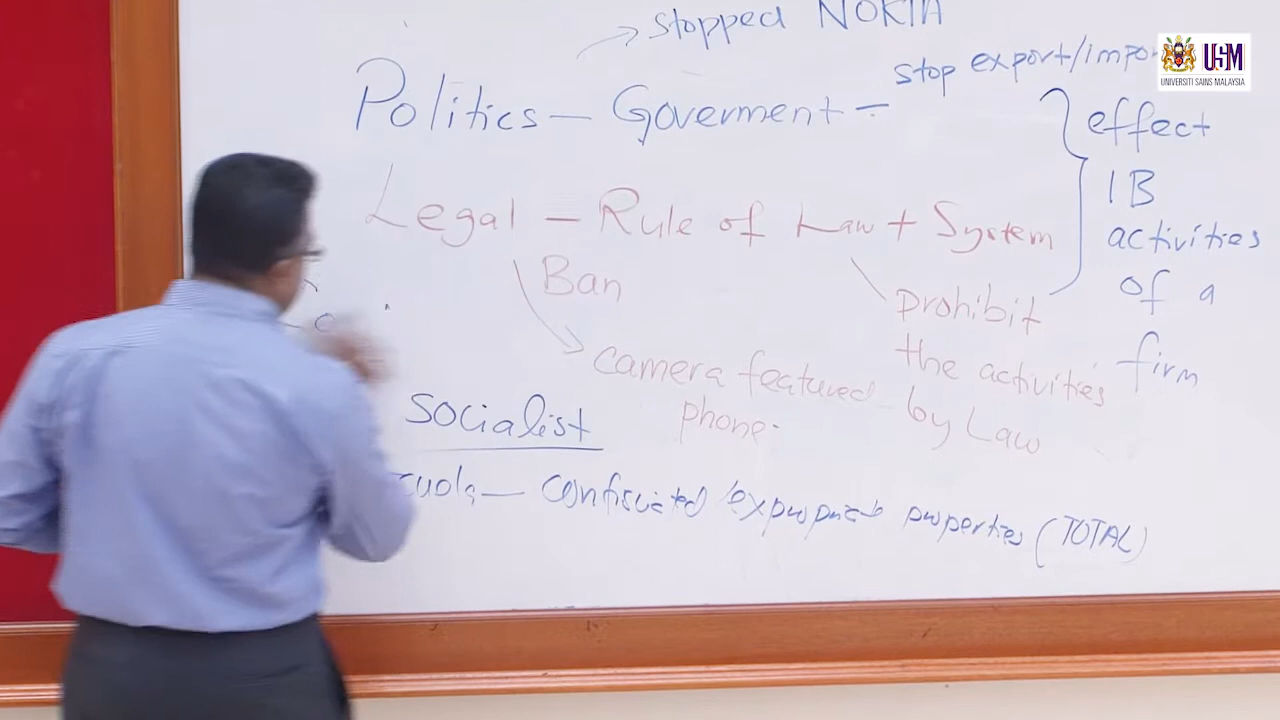 stopped NOKIA
Politics – Goverment –
stop export/impo
effect
IB
activities
of a
firm
Legal – Rule of Law + System
Ban
prohibit
the activities
by Law
camera featured
phone.
Socialist
confiscated properties (TOTAL)
USM
UNIVERSITI SAINS MALAYSIA